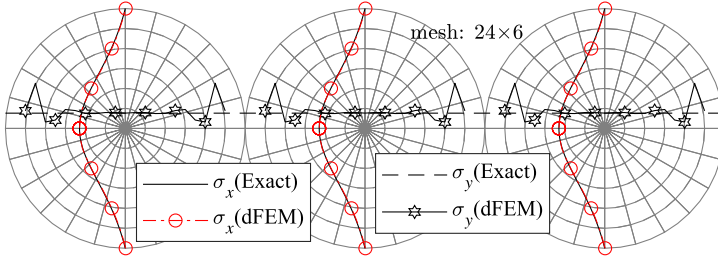 mesh: 24×6
σx(Exact)
σx(dFEM)
σy(Exact)
σy(dFEM)